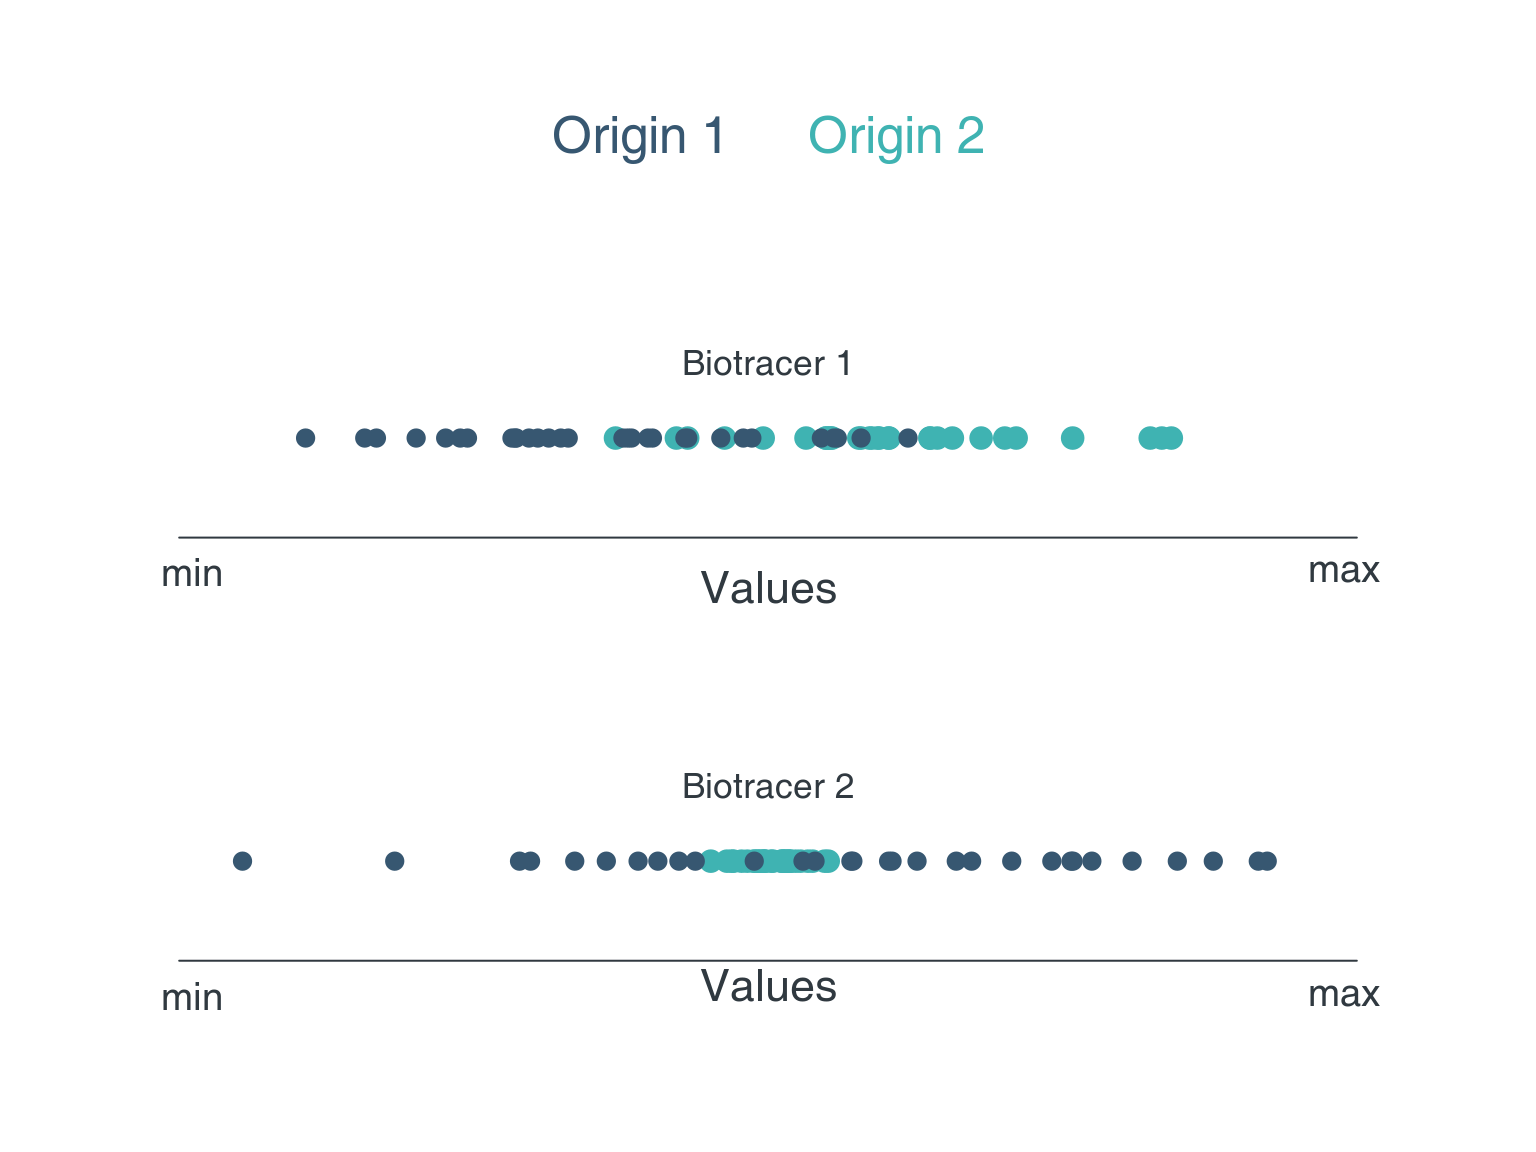 Origin 1 Origin 2
Biotracer 1
min Values max
Biotracer 2
min Values max